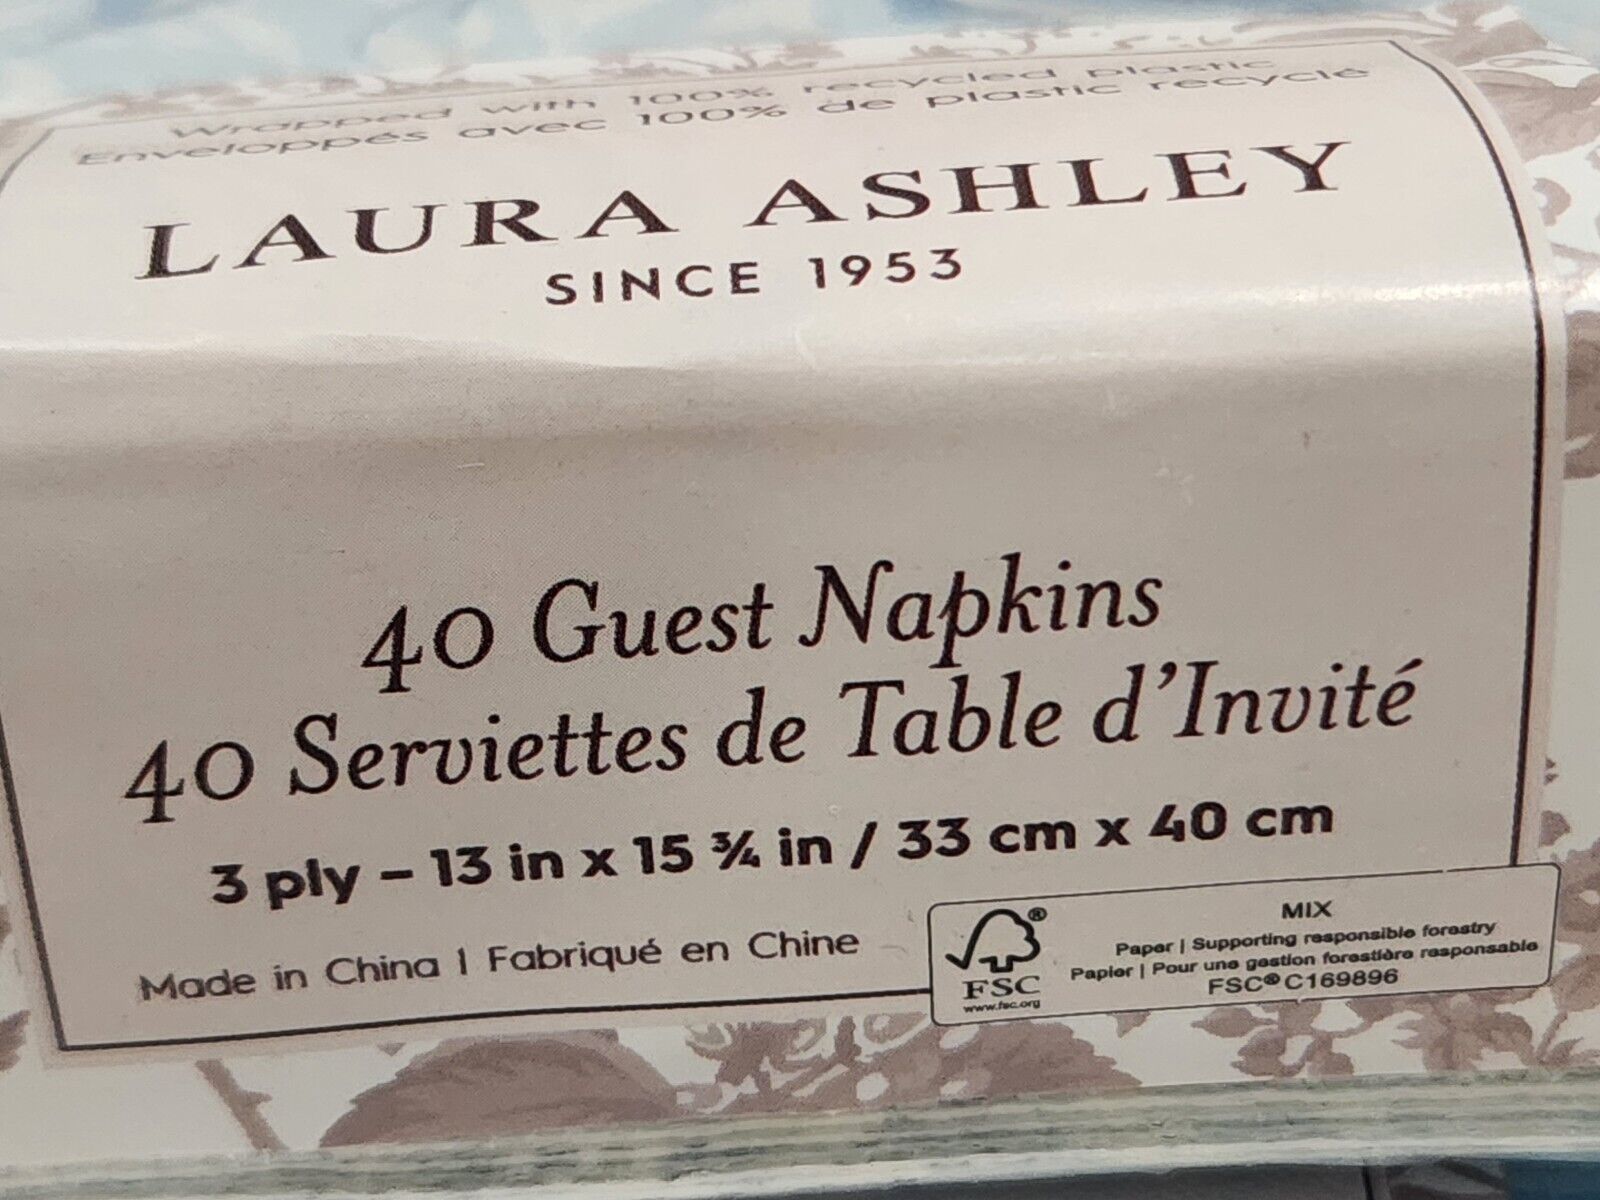 Wrapped with 100% recycled plastic
Enveloppés avec 100% de plastic recyclé
LAURA ASHLEY
SINCE 1953
40 Guest Napkins
40 Serviettes de Table d'Invité
3 ply – 13 in x 15 ¾ in / 33 cm x 40 cm
Made in China | Fabriqué en Chine
FSC
www.fsc.org
MIX
Paper | Supporting responsible forestry
Papier | Pour une gestion forestière responsable
FSC® C169896